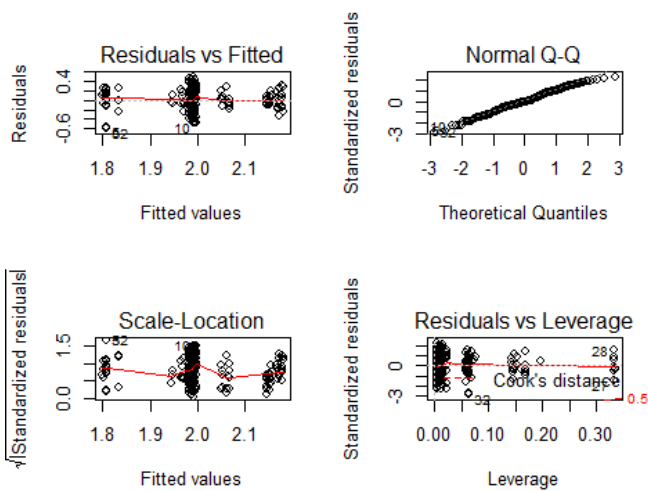 Residuals vs Fitted
Residuals
0.4
-0.6
52
10
1.8 1.9 2.0 2.1
Fitted values
Normal Q-Q
Standardized residuals
0
-3
-3 -2 -1 0 1 2 3
Theoretical Quantiles
Scale-Location
√|Standardized residuals|
1.5
0.0
52
10
1.8 1.9 2.0 2.1
Fitted values
Residuals vs Leverage
Standardized residuals
0
-3
28
Cook's distance
0.5
0.00 0.10 0.20 0.30
Leverage